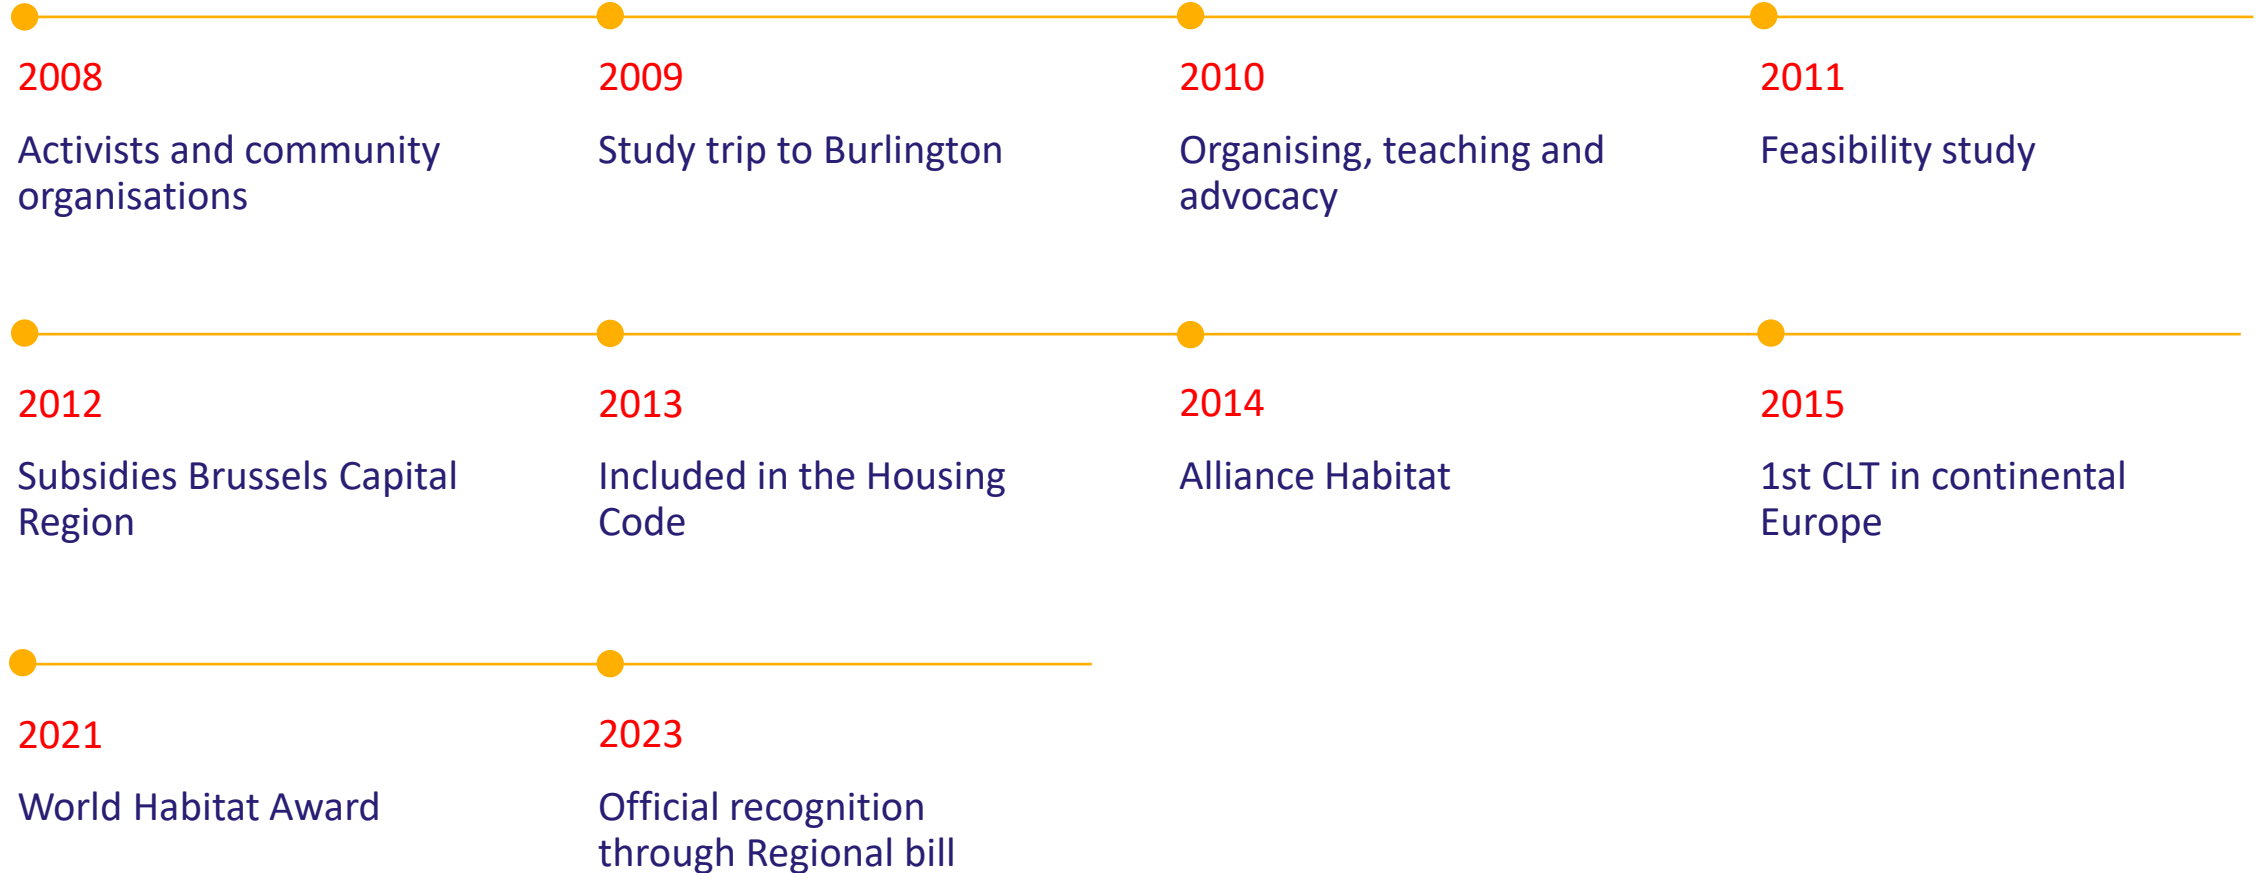 2008
Activists and community
organisations
2009
Study trip to Burlington
2010
Organising, teaching and
advocacy
2011
Feasibility study
2012
Subsidies Brussels Capital
Region
2013
Included in the Housing
Code
2014
Alliance Habitat
2015
1st CLT in continental
Europe
2021
World Habitat Award
2023
Official recognition
through Regional bill